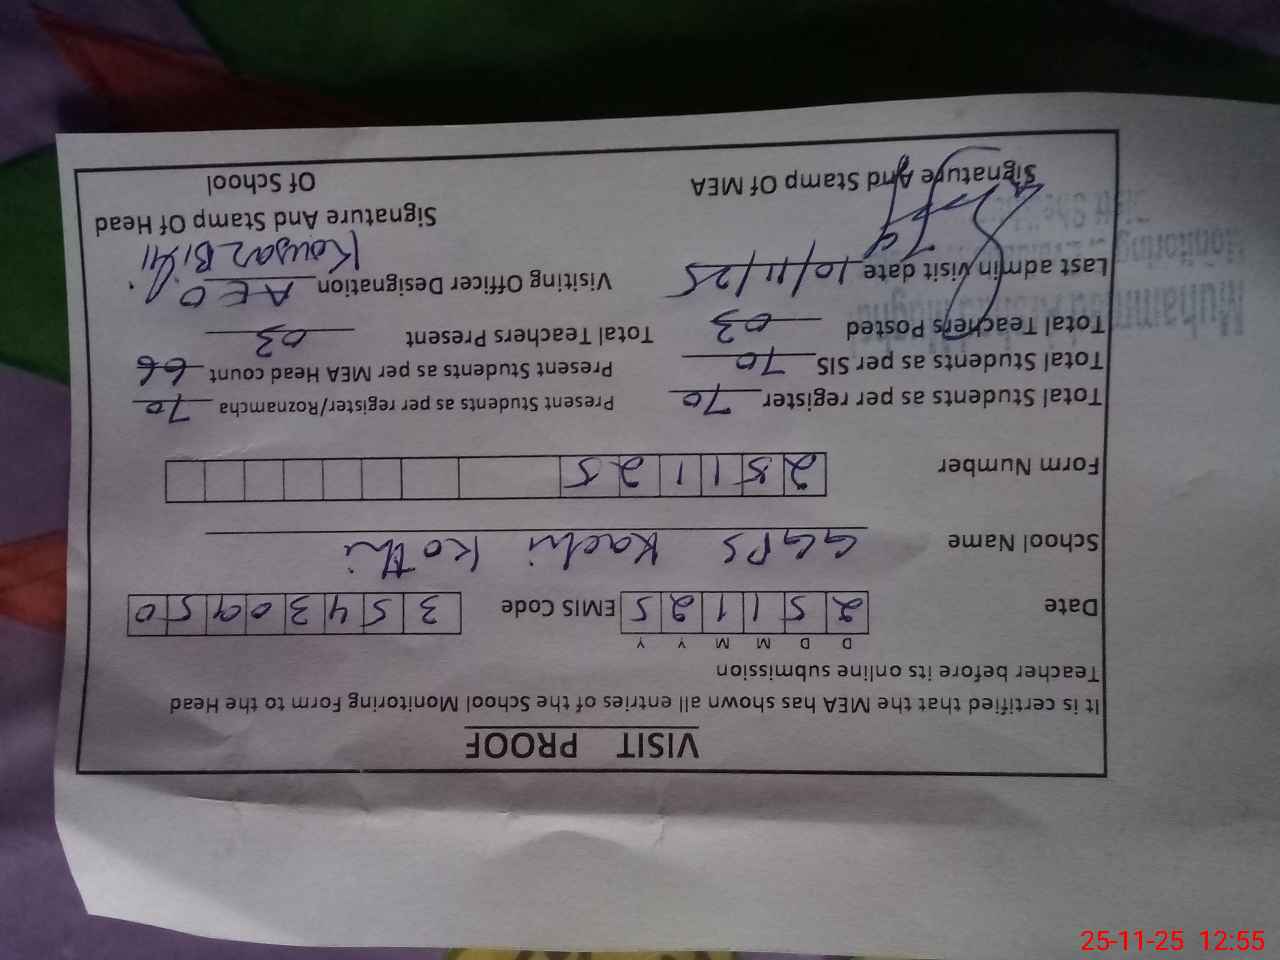 VISIT PROOF
It is certified that the MEA has shown all entries of the School Monitoring Form to the Head
Teacher before its online submission
D D M M Y Y
Date 2 5 1 1 2 5 EMIS Code 3 5 4 3 0 9 5 0
School Name GGPS Kachi Kothi
Form Number 2 5 1 1 2 5
Total Students as per register 70 Present Students as per register/Roznamcha 70
Total Students as per SIS 70 Present Students as per MEA Head count 66
Total Teachers Posted 03 Total Teachers Present 03
Last admin visit date 10/11/25 Visiting Officer Designation AEO
Kausar Bibi
Signature And Stamp Of MEA Signature And Stamp Of Head
Of School
Muhammad
Monitoring
25-11-25 12:55